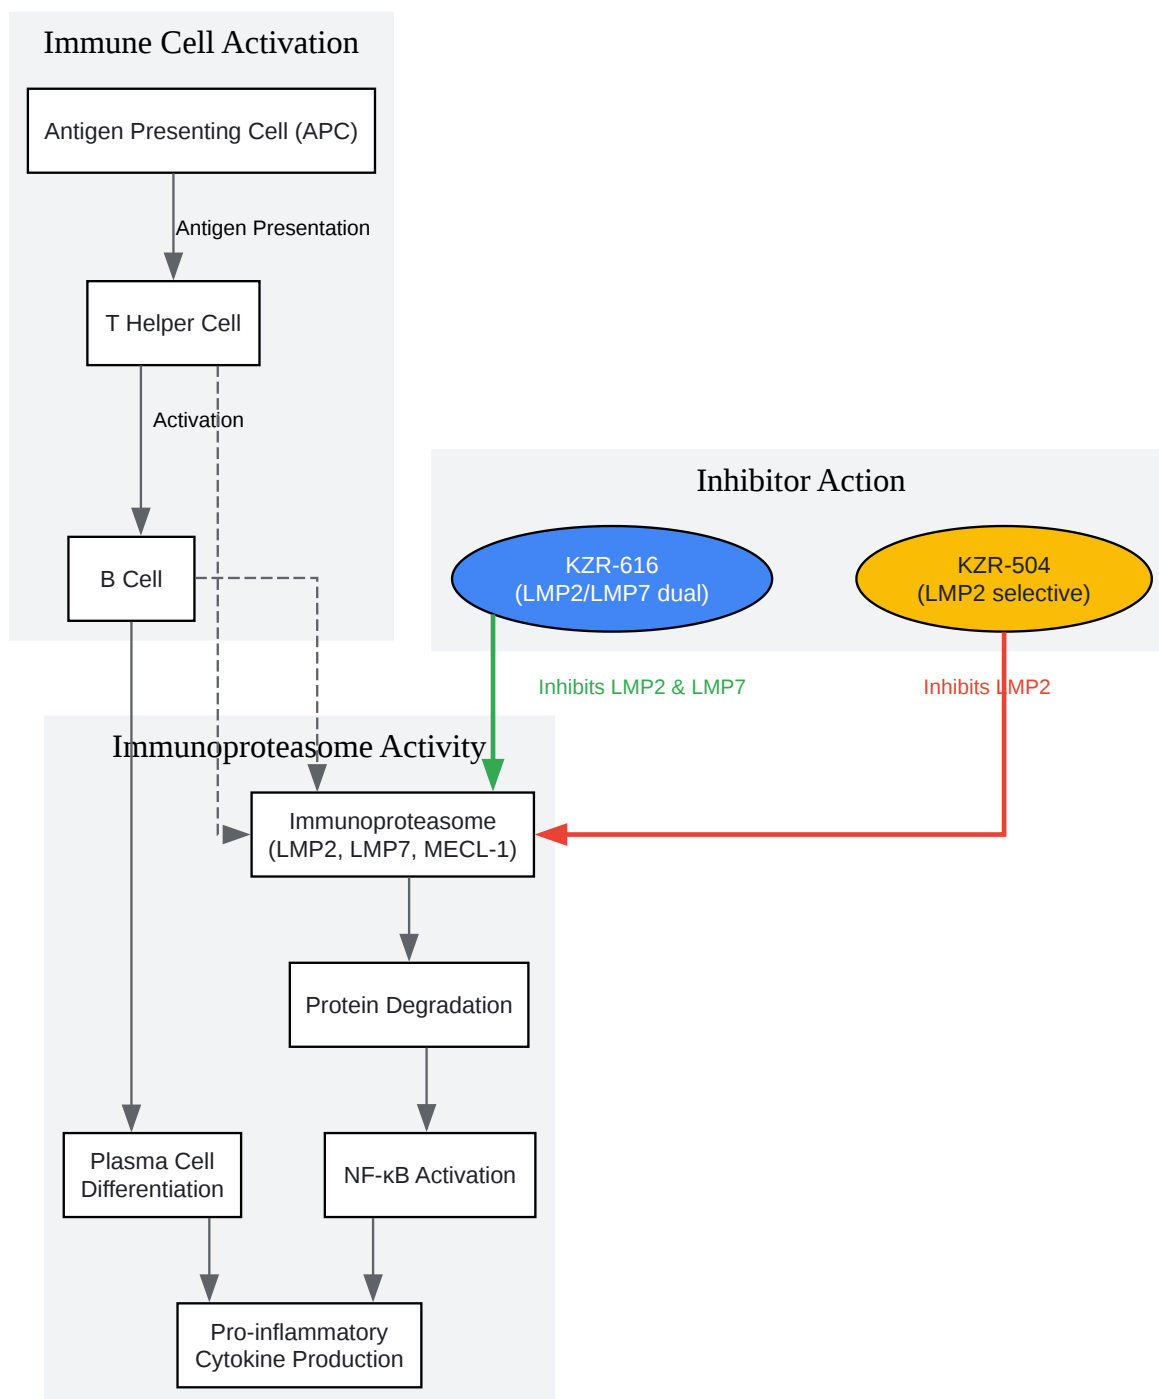 Immune Cell Activation
Antigen Presenting Cell (APC)
Antigen Presentation
T Helper Cell
Activation
B Cell
Inhibitor Action
KZR-616
(LMP2/LMP7 dual)
KZR-504
(LMP2 selective)
Inhibits LMP2 & LMP7
Inhibits LMP2
Immunoproteasome Activity
Immunoproteasome
(LMP2, LMP7, MECL-1)
Protein Degradation
Plasma Cell
Differentiation
NF-κB Activation
Pro-inflammatory
Cytokine Production